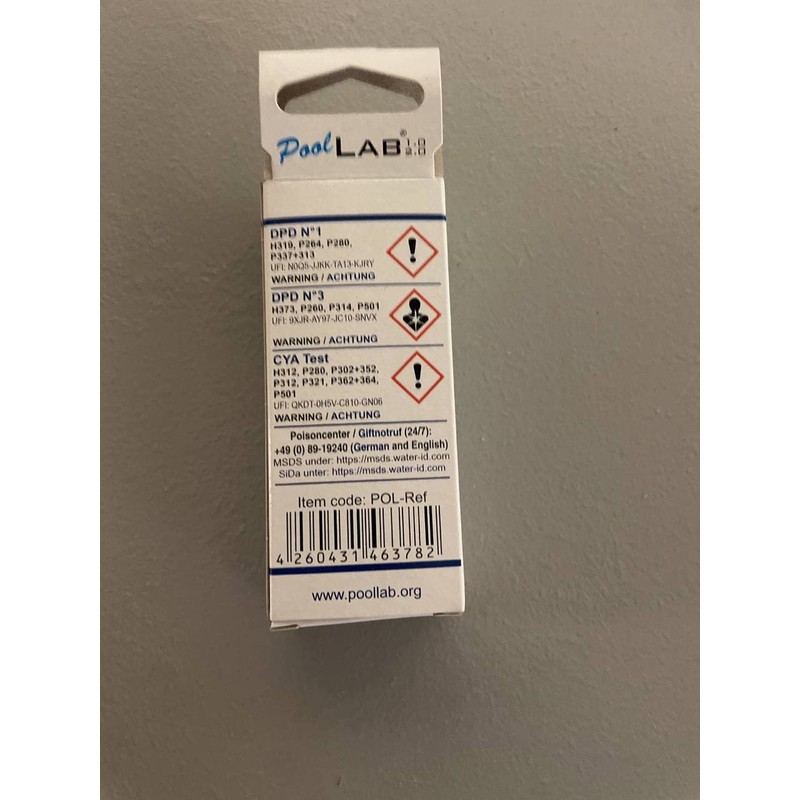 Pool LAB® 1.0
2.0
DPD N°1
H319, P264, P280,
P337+313
UFI: N0QS-JJKK-TA13-KJRY
WARNING / ACHTUNG
DPD N°3
H373, P260, P314, P501
UFI: 9XJR-AY97-JC10-SNVX
WARNING / ACHTUNG
CYA Test
H312, P280, P302+352,
P312, P321, P362+364,
P501
UFI: QKDT-0H5V-C810-GN06
WARNING / ACHTUNG
Poisoncenter / Giftnotruf (24/7):
+49 (0) 89-19240 (German and English)
MSDS under: https://msds.water-id.com
SiDa unter: https://msds.water-id.com
Item code: POL-Ref
4 260431 463782
www.poollab.org